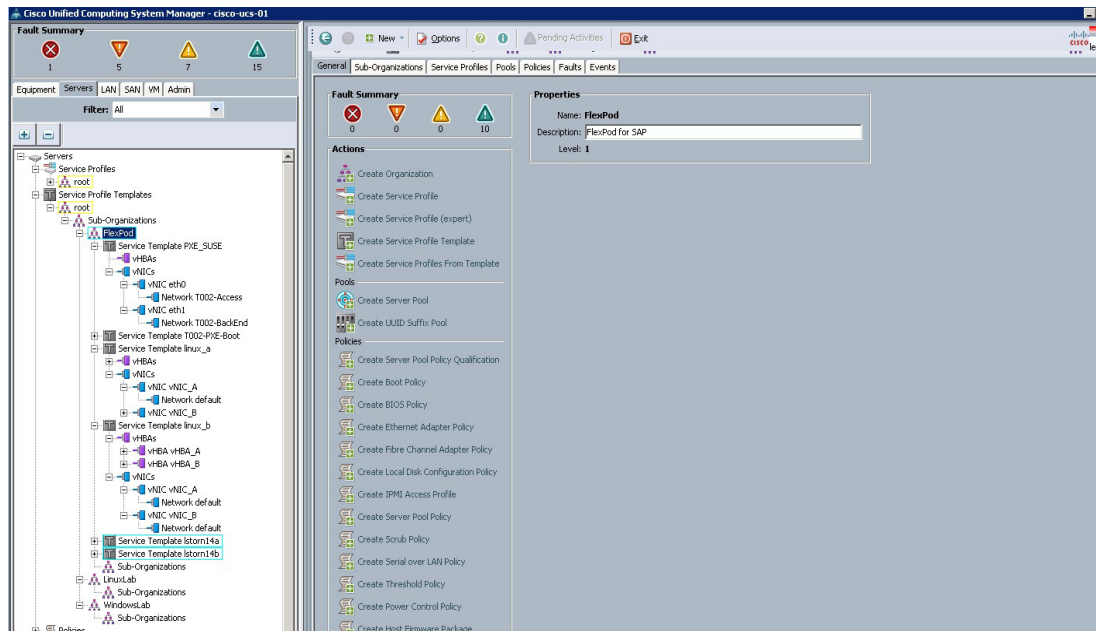 Cisco Unified Computing System Manager - cisco-ucs-01
Fault Summary
1 5 7 15
Equipment Servers LAN SAN VM Admin
Filter: All
Servers
Service Profiles
root
Service Profile Templates
root
Sub-Organizations
FlexPod
Service Template PXE_SUSE
vHBAs
vNICs
vNIC eth0
Network T002-Access
vNIC eth1
Network T002-BackEnd
Service Template T002-PXE-Boot
Service Template linux_a
vHBAs
vNICs
vNIC vNIC_A
Network default
vNIC vNIC_B
Service Template linux_b
vHBAs
vHBA vHBA_A
vHBA vHBA_B
vNICs
vNIC vNIC_A
Network default
vNIC vNIC_B
Network default
Service Template lstorn14a
Service Template lstorn14b
Sub-Organizations
LinuxLab
Sub-Organizations
WindowsLab
Sub-Organizations
Policies
New Options Pending Activities Exit
CISCO
General Sub-Organizations Service Profiles Pools Policies Faults Events
Fault Summary
0 0 0 10
Actions
Create Organization
Create Service Profile
Create Service Profile (expert)
Create Service Profile Template
Create Service Profiles From Template
Pools
Create Server Pool
Create UUID Suffix Pool
Policies
Create Server Pool Policy Qualification
Create Boot Policy
Create BIOS Policy
Create Ethernet Adapter Policy
Create Fibre Channel Adapter Policy
Create Local Disk Configuration Policy
Create IPMI Access Profile
Create Server Pool Policy
Create Scrub Policy
Create Serial over LAN Policy
Create Threshold Policy
Create Power Control Policy
Create Host Firmware Package
Properties
Name: FlexPod
Description: FlexPod for SAP
Level: 1